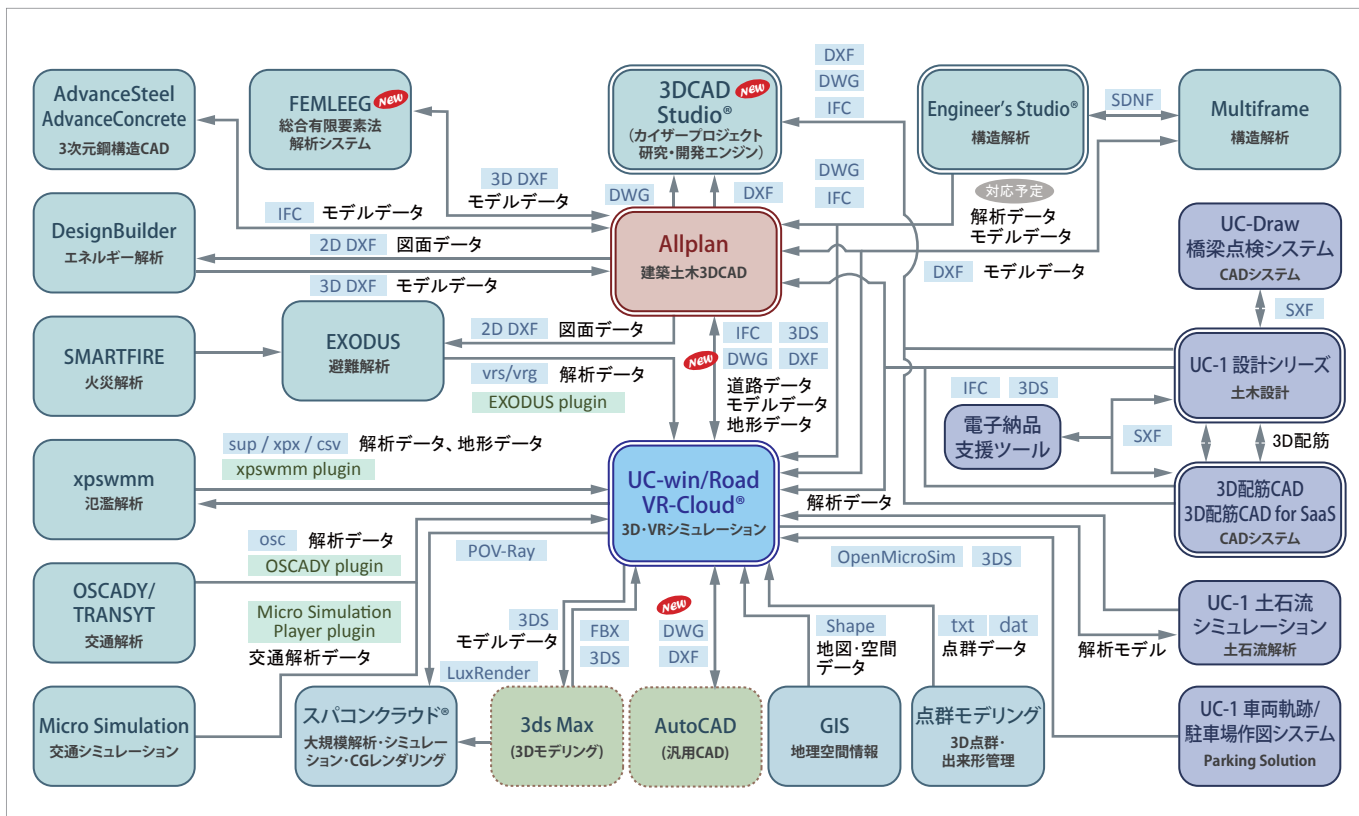 AdvanceSteel
AdvanceConcrete
3次元鋼構造CAD
FEMLEEG
New
総合有限要素法
解析システム
3DCAD
New
Studio®
(カイザープロジェクト
研究・開発エンジン)
DXF
DWG
IFC
Engineer's Studio®
構造解析
SDNF
Multiframe
構造解析
3D DXF
モデルデータ
DWG
DXF
DWG
IFC
対応予定
解析データ
モデルデータ
IFC モデルデータ
DesignBuilder
エネルギー解析
2D DXF 図面データ
3D DXF モデルデータ
Allplan
建築土木3DCAD
DXF モデルデータ
UC-Draw
橋梁点検システム
CADシステム
SXF
SMARTFIRE
火災解析
EXODUS
避難解析
2D DXF 図面データ
vrs/vrg 解析データ
EXODUS plugin
New
IFC 3DS
DWG DXF
道路データ
モデルデータ
地形データ
UC-1 設計シリーズ
土木設計
IFC 3DS
電子納品
支援ツール
SXF
3D配筋
xpswmm
氾濫解析
sup / xpx / csv 解析データ、地形データ
xpswmm plugin
UC-win/Road
VR-Cloud®
3D・VRシミュレーション
解析データ
3D配筋CAD
3D配筋CAD for SaaS
CADシステム
OSCADY/
TRANSYT
交通解析
osc 解析データ
OSCADY plugin
Micro Simulation
Player plugin
交通解析データ
POV-Ray
LuxRender
3DS
モデルデータ
FBX
3DS
New
DWG
DXF
OpenMicroSim 3DS
Shape
地図・空間
データ
txt dat
点群データ
解析モデル
UC-1 土石流
シミュレーション
土石流解析
Micro Simulation
交通シミュレーション
スパコンクラウド®
大規模解析・シミュレー
ション・CGレンダリング
3ds Max
(3Dモデリング)
AutoCAD
(汎用CAD)
GIS
地理空間情報
点群モデリング
3D点群・
出来形管理
UC-1 車両軌跡/
駐車場作図システム
Parking Solution